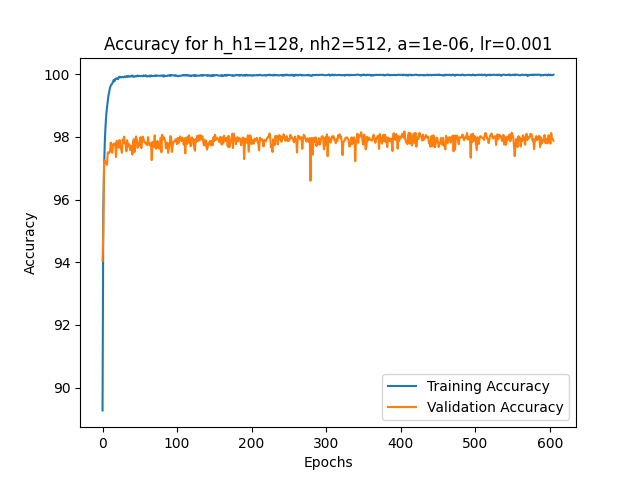 Accuracy for h_h1=128, nh2=512, a=1e-06, lr=0.001
100
98
96
94
92
90
Accuracy
0 100 200 300 400 500 600
Epochs
Training Accuracy
Validation Accuracy